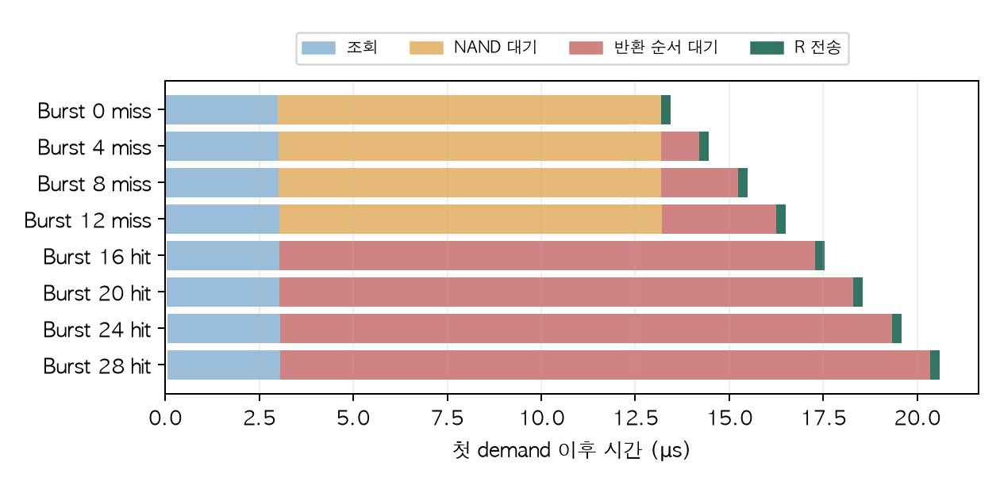 조회 NAND 대기 반환 순서 대기 R 전송
Burst 0 miss
Burst 4 miss
Burst 8 miss
Burst 12 miss
Burst 16 hit
Burst 20 hit
Burst 24 hit
Burst 28 hit
0.0 2.5 5.0 7.5 10.0 12.5 15.0 17.5 20.0
첫 demand 이후 시간 (μs)